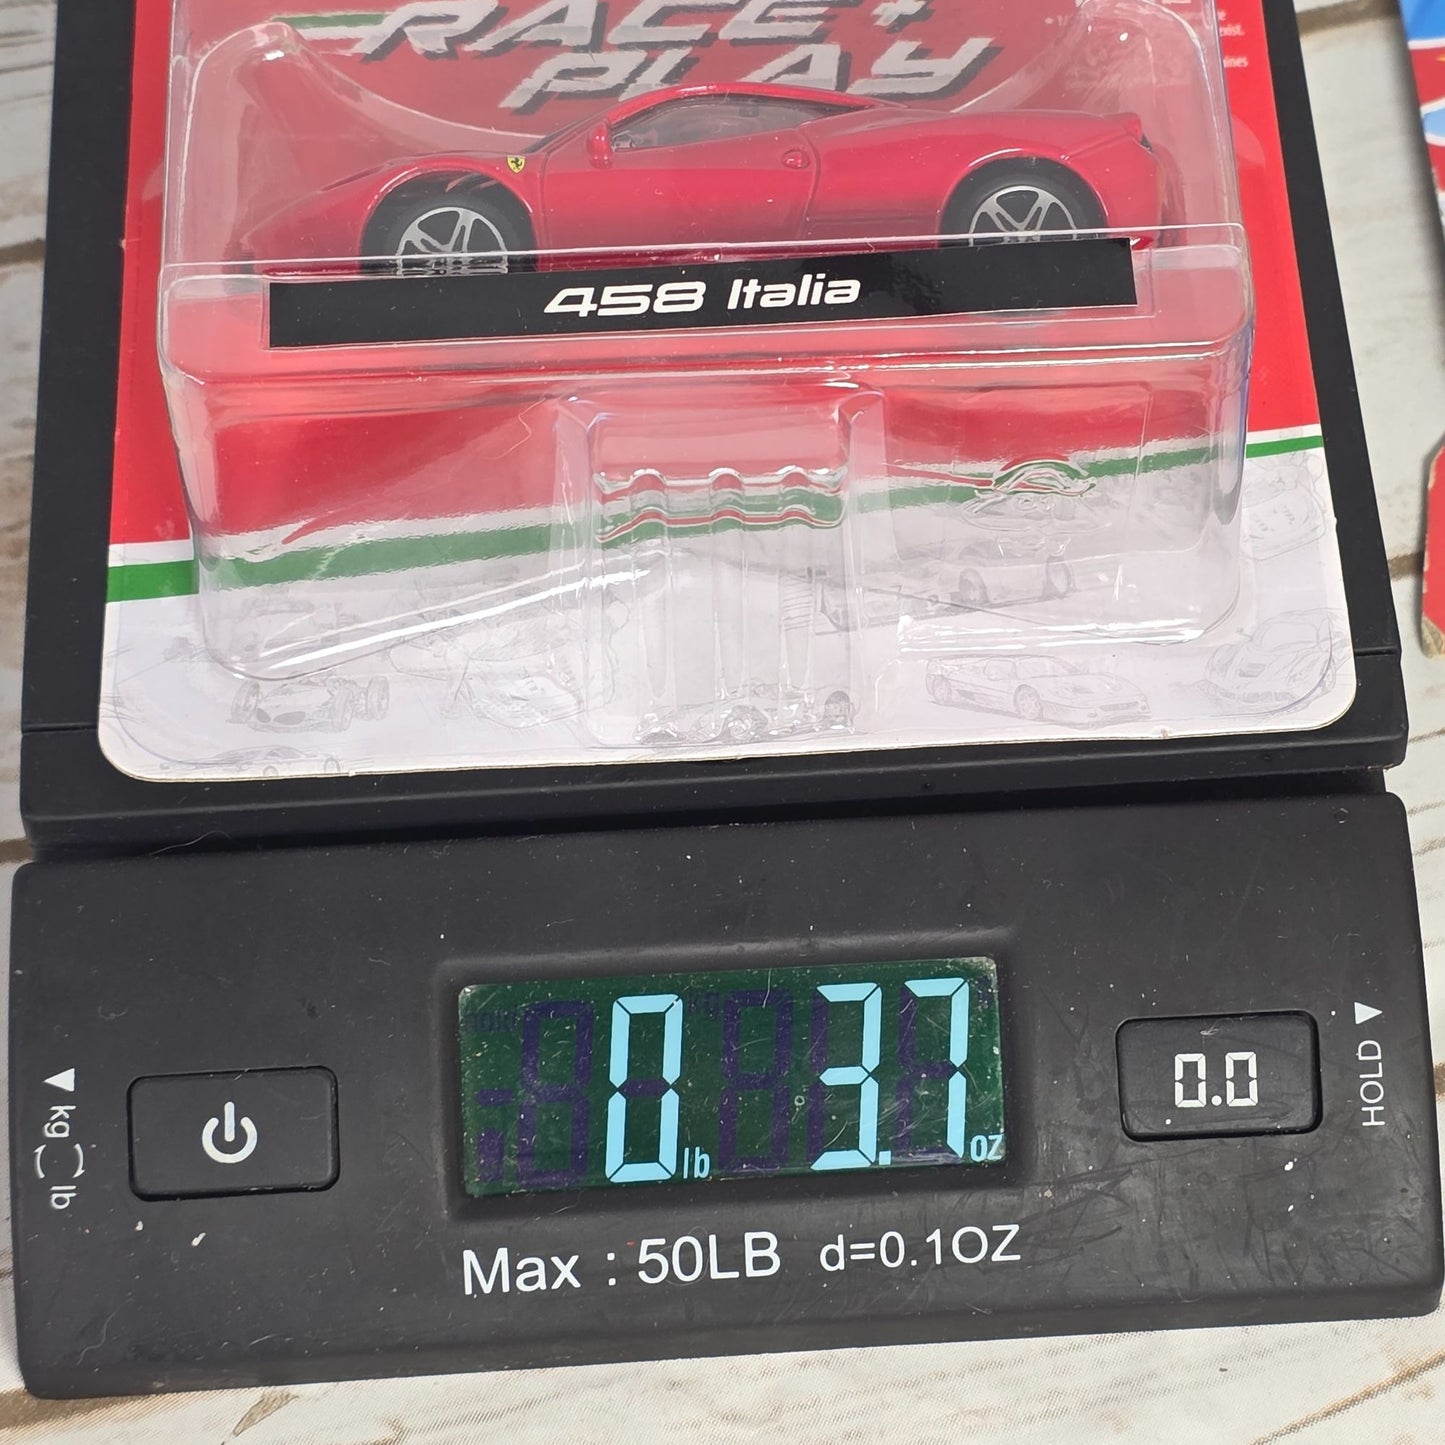 RACE +
PLAY
458 Italia
0 lb 3.7 oz
kg lb
0.0
HOLD
Max : 50LB d=0.1OZ